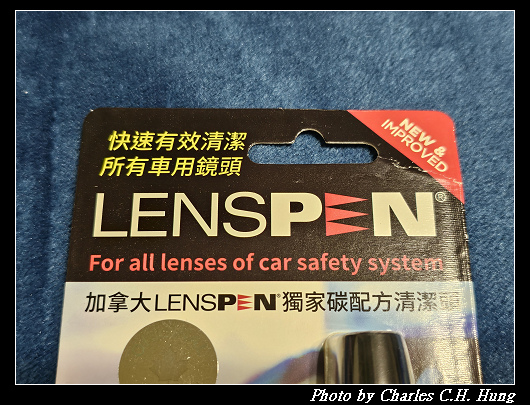 快速有效清潔
所有車用鏡頭
NEW &
IMPROVED
LENSPEN®
For all lenses of car safety system
加拿大LENSPEN®獨家碳配方清潔頭
Photo by Charles C.H. Hung